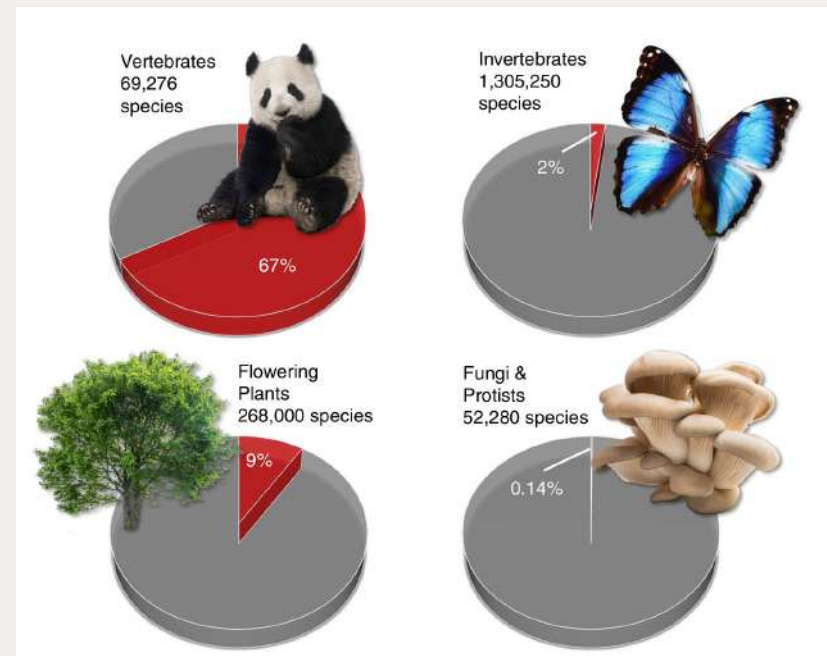 Vertebrates
69,276
species
67%
Invertebrates
1,305,250
species
2%
Flowering
Plants
268,000 species
9%
Fungi &
Protists
52,280 species
0.14%